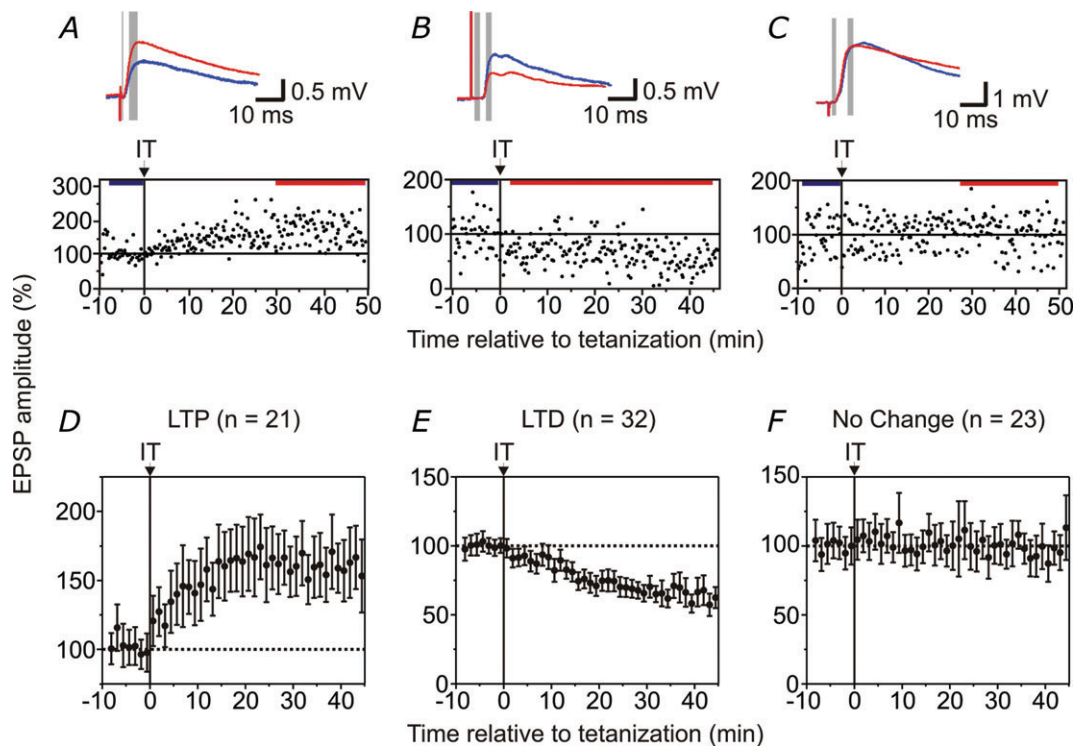 A B C
0.5 mV
10 ms
0.5 mV
10 ms
1 mV
10 ms
IT IT IT
300
200
100
0
-10 0 10 20 30 40 50
200
100
0
-10 0 10 20 30 40
200
100
0
-10 0 10 20 30 40 50
Time relative to tetanization (min)
EPSP amplitude (%)
D LTP (n = 21)
E LTD (n = 32)
F No Change (n = 23)
IT IT IT
200
150
100
-10 0 10 20 30 40
150
100
50
0
-10 0 10 20 30 40
150
100
50
0
-10 0 10 20 30 40
Time relative to tetanization (min)